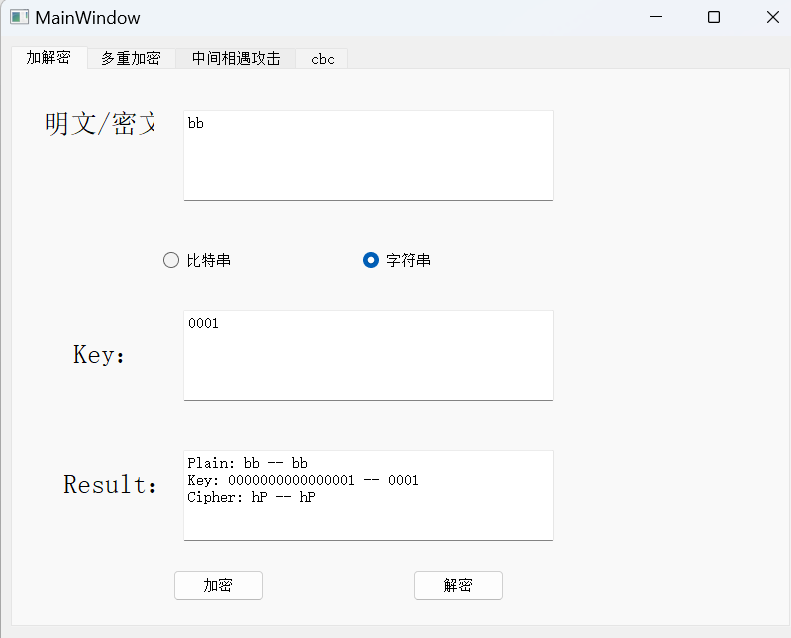 MainWindow
加解密 多重加密 中间相遇攻击 cbc
明文/密文
bb
比特串 字符串
Key:
0001
Result:
Plain: bb -- bb
Key: 0000000000000001 -- 0001
Cipher: hP -- hP
加密 解密